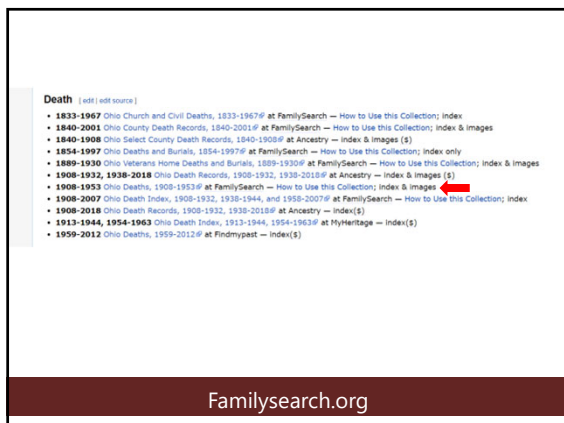 Death [ edit | edit source ]
• 1833-1967 Ohio Church and Civil Deaths, 1833-1967 at FamilySearch — How to Use this Collection; index
• 1840-2001 Ohio County Death Records, 1840-2001 at FamilySearch — How to Use this Collection; index & images
• 1840-1908 Ohio Select County Death Records, 1840-1908 at Ancestry — index & images ($)
• 1854-1997 Ohio Deaths and Burials, 1854-1997 at FamilySearch — How to Use this Collection; index only
• 1889-1930 Ohio Veterans Home Deaths and Burials, 1889-1930 at FamilySearch — How to Use this Collection; index & images
• 1908-1932, 1938-2018 Ohio Death Records, 1908-1932, 1938-2018 at Ancestry — index & images ($)
• 1908-1953 Ohio Deaths, 1908-1953 at FamilySearch — How to Use this Collection; index & images
• 1908-2007 Ohio Death Index, 1908-1932, 1938-1944, and 1958-2007 at FamilySearch — How to Use this Collection; index
• 1908-2018 Ohio Death Records, 1908-1932, 1938-2018 at Ancestry — index($)
• 1913-1944, 1954-1963 Ohio Death Index, 1913-1944, 1954-1963 at MyHeritage — index($)
• 1959-2012 Ohio Deaths, 1959-2012 at Findmypast — index($)
Familysearch.org